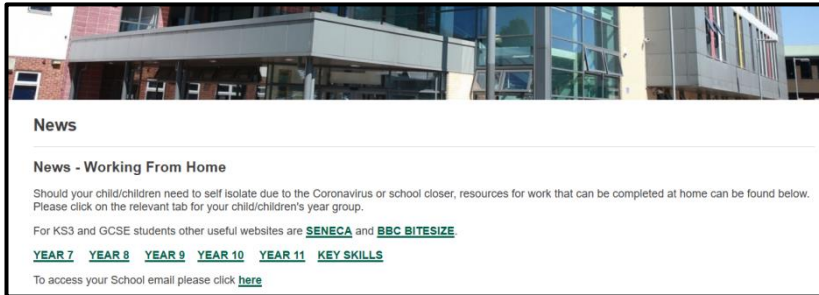 News
News - Working From Home
Should your child/children need to self isolate due to the Coronavirus or school closer, resources for work that can be completed at home can be found below.
Please click on the relevant tab for your child/children's year group.
For KS3 and GCSE students other useful websites are SENECA and BBC BITESIZE.
YEAR 7 YEAR 8 YEAR 9 YEAR 10 YEAR 11 KEY SKILLS
To access your School email please click here